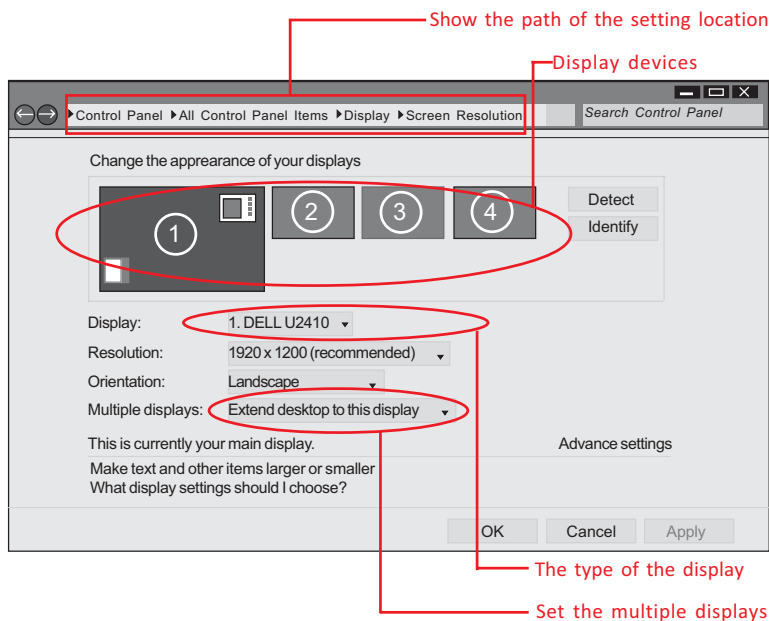 Show the path of the setting location
Display devices
Control Panel All Control Panel Items Display Screen Resolution
Search Control Panel
Change the apprearance of your displays
1
2
3
4
Detect
Identify
Display:
1. DELL U2410
Resolution:
1920 x 1200 (recommended)
Orientation:
Landscape
Multiple displays:
Extend desktop to this display
This is currently your main display.
Advance settings
Make text and other items larger or smaller
What display settings should I choose?
OK
Cancel
Apply
The type of the display
Set the multiple displays